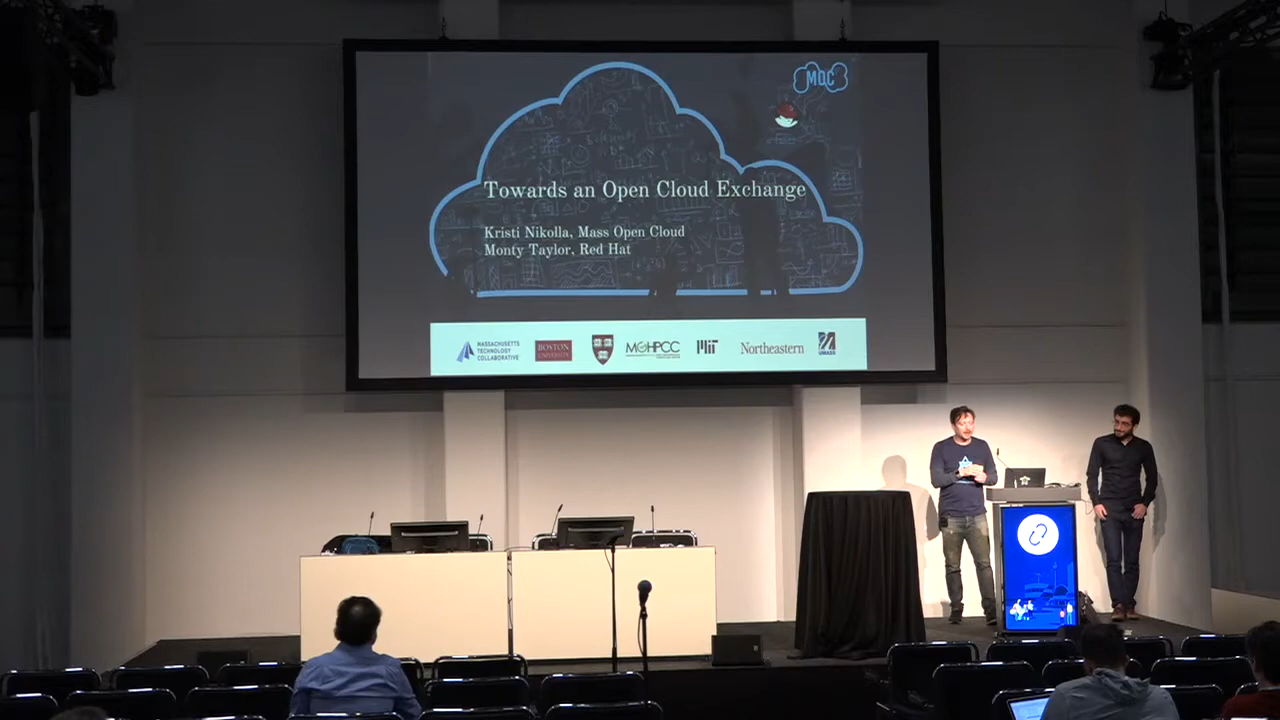 MOC
Towards an Open Cloud Exchange
Kristi Nikolla, Mass Open Cloud
Monty Taylor, Red Hat
MASSACHUSETTS
TECHNOLOGY
COLLABORATIVE
BOSTON
UNIVERSITY
MGHPCC
MIT
Northeastern
UMASS